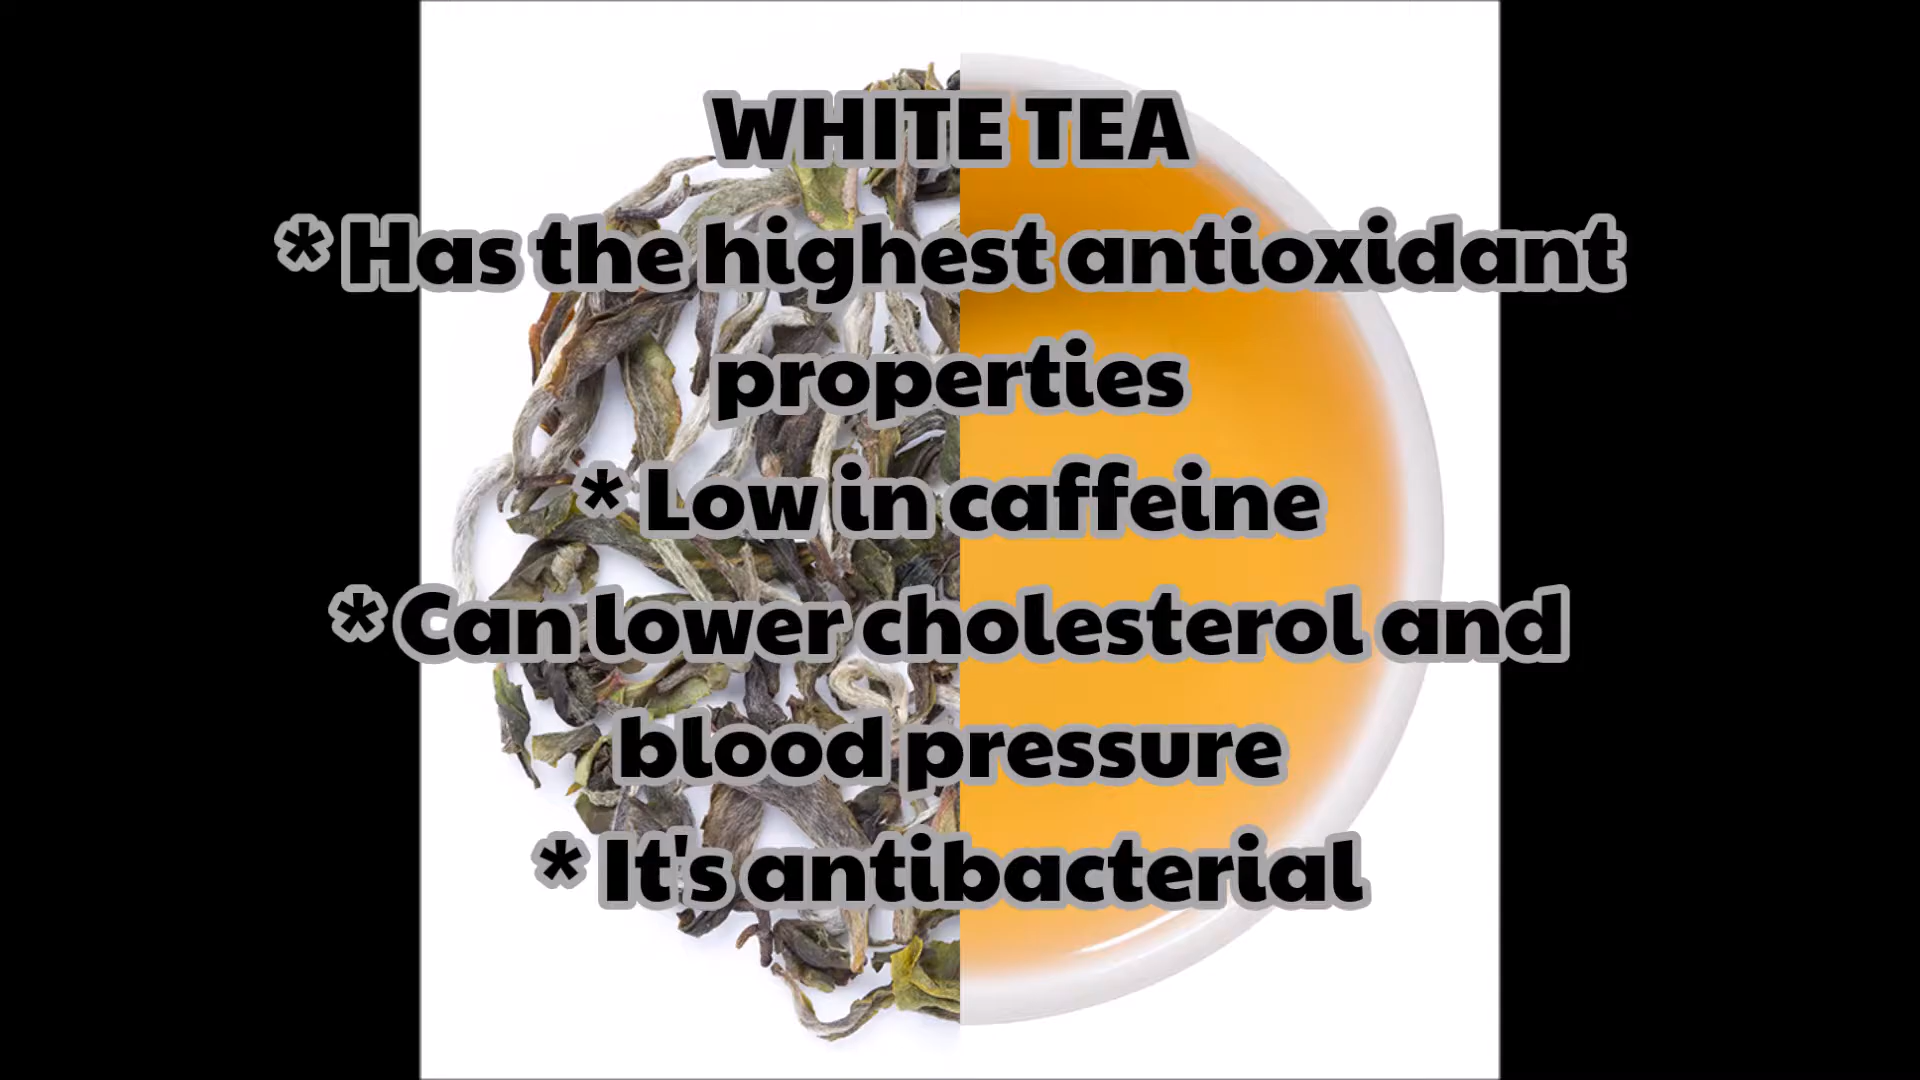 WHITE TEA
* Has the highest antioxidant
properties
* Low in caffeine
* Can lower cholesterol and
blood pressure
* It's antibacterial